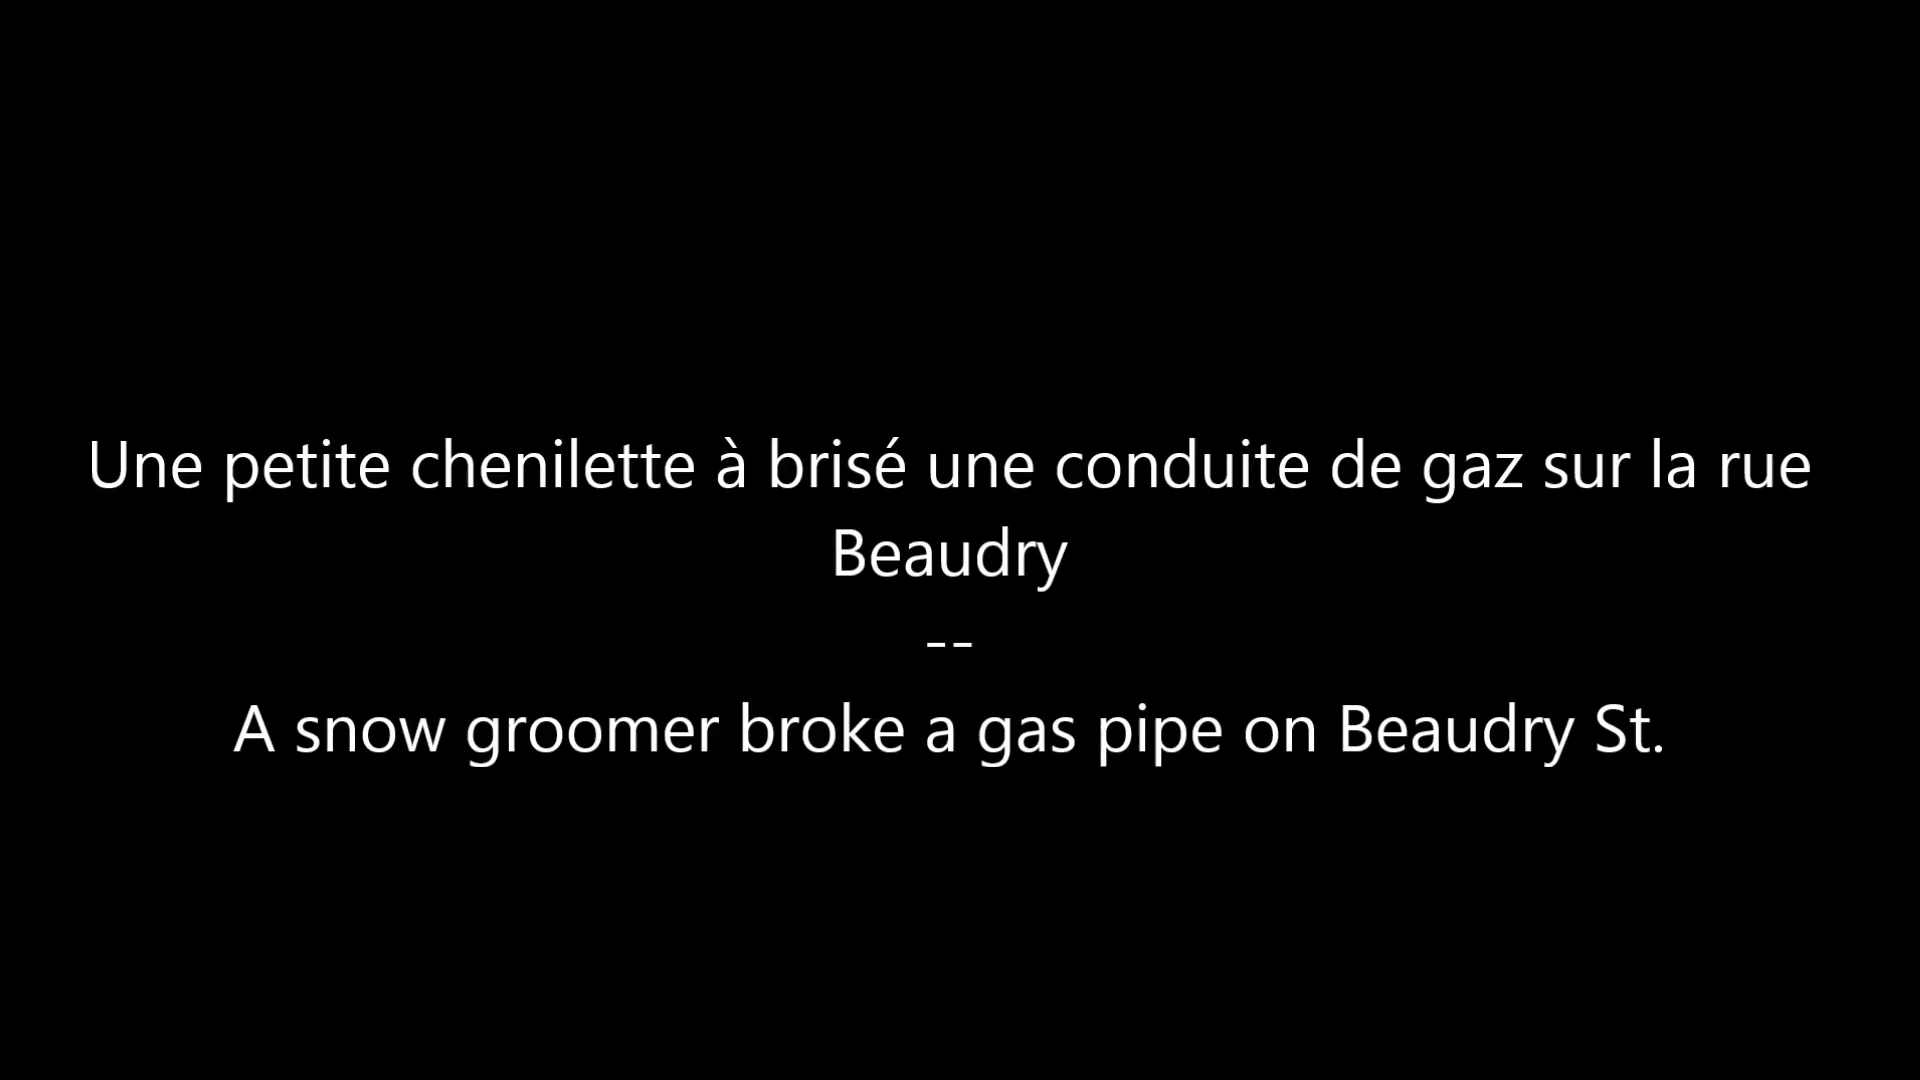 Une petite chenilette à brisé une conduite de gaz sur la rue
Beaudry
--
A snow groomer broke a gas pipe on Beaudry St.